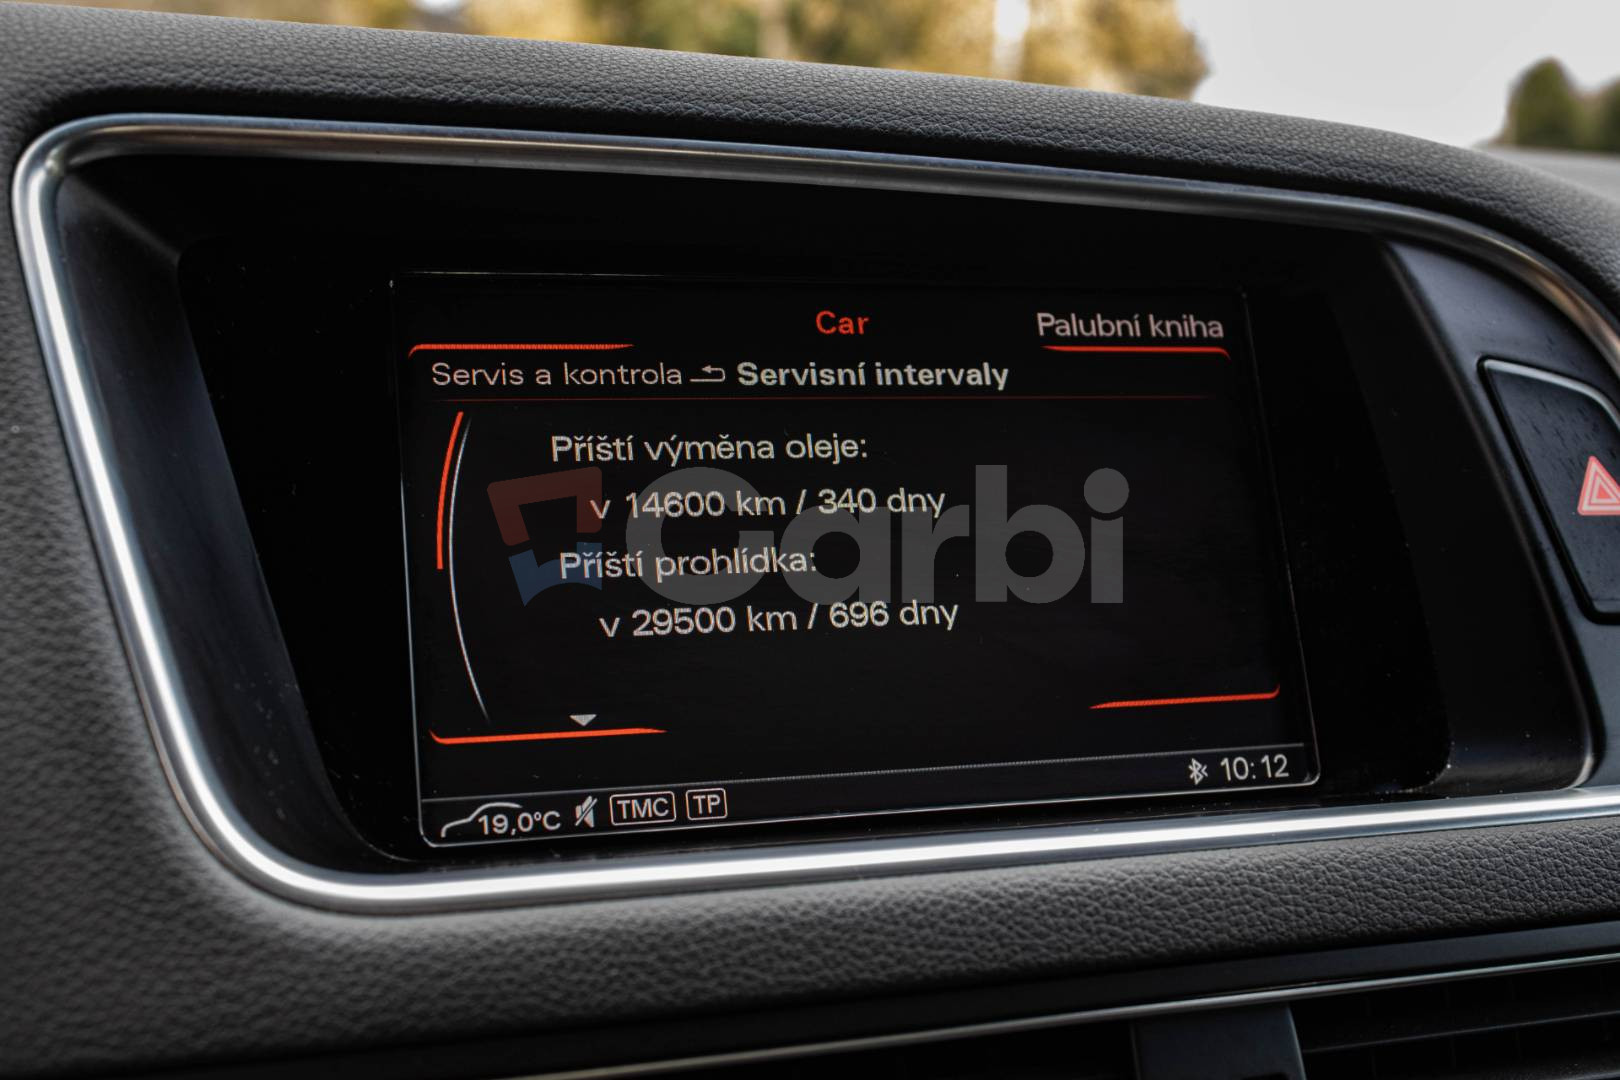 Car
Palubní kniha
Servis a kontrola Servisní intervaly
Příští výměna oleje:
v 14600 km / 340 dny
Příští prohlídka:
v 29500 km / 696 dny
Carbi
19,0°C TMC TP 10:12